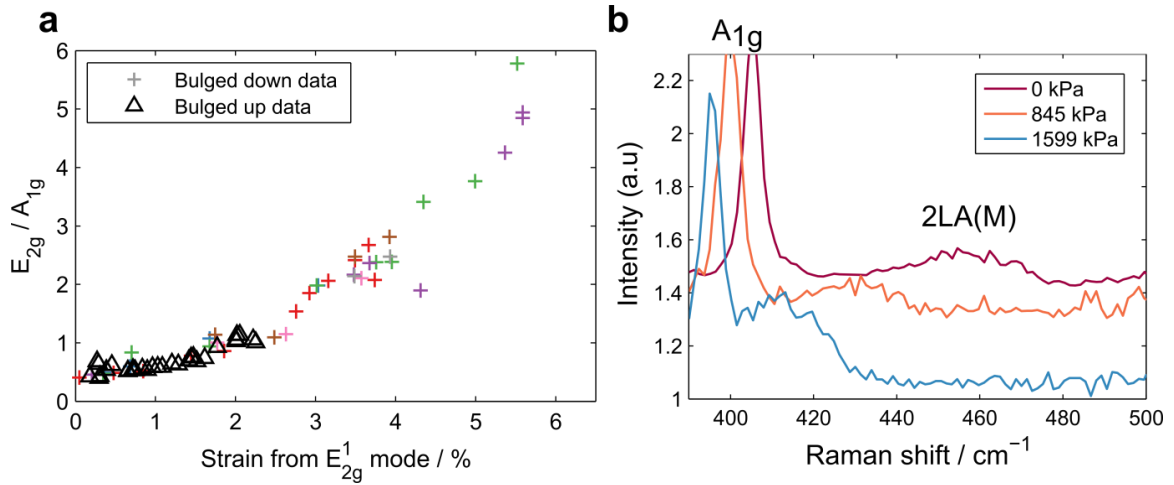 a
6
5
4
3
2
1
0
E2g / A1g
Bulged down data
Bulged up data
0 1 2 3 4 5 6
Strain from E¹2g mode / %
b
A1g
2.2
2
1.8
1.6
1.4
1.2
1
Intensity (a.u)
0 kPa
845 kPa
1599 kPa
2LA(M)
400 420 440 460 480 500
Raman shift / cm⁻¹